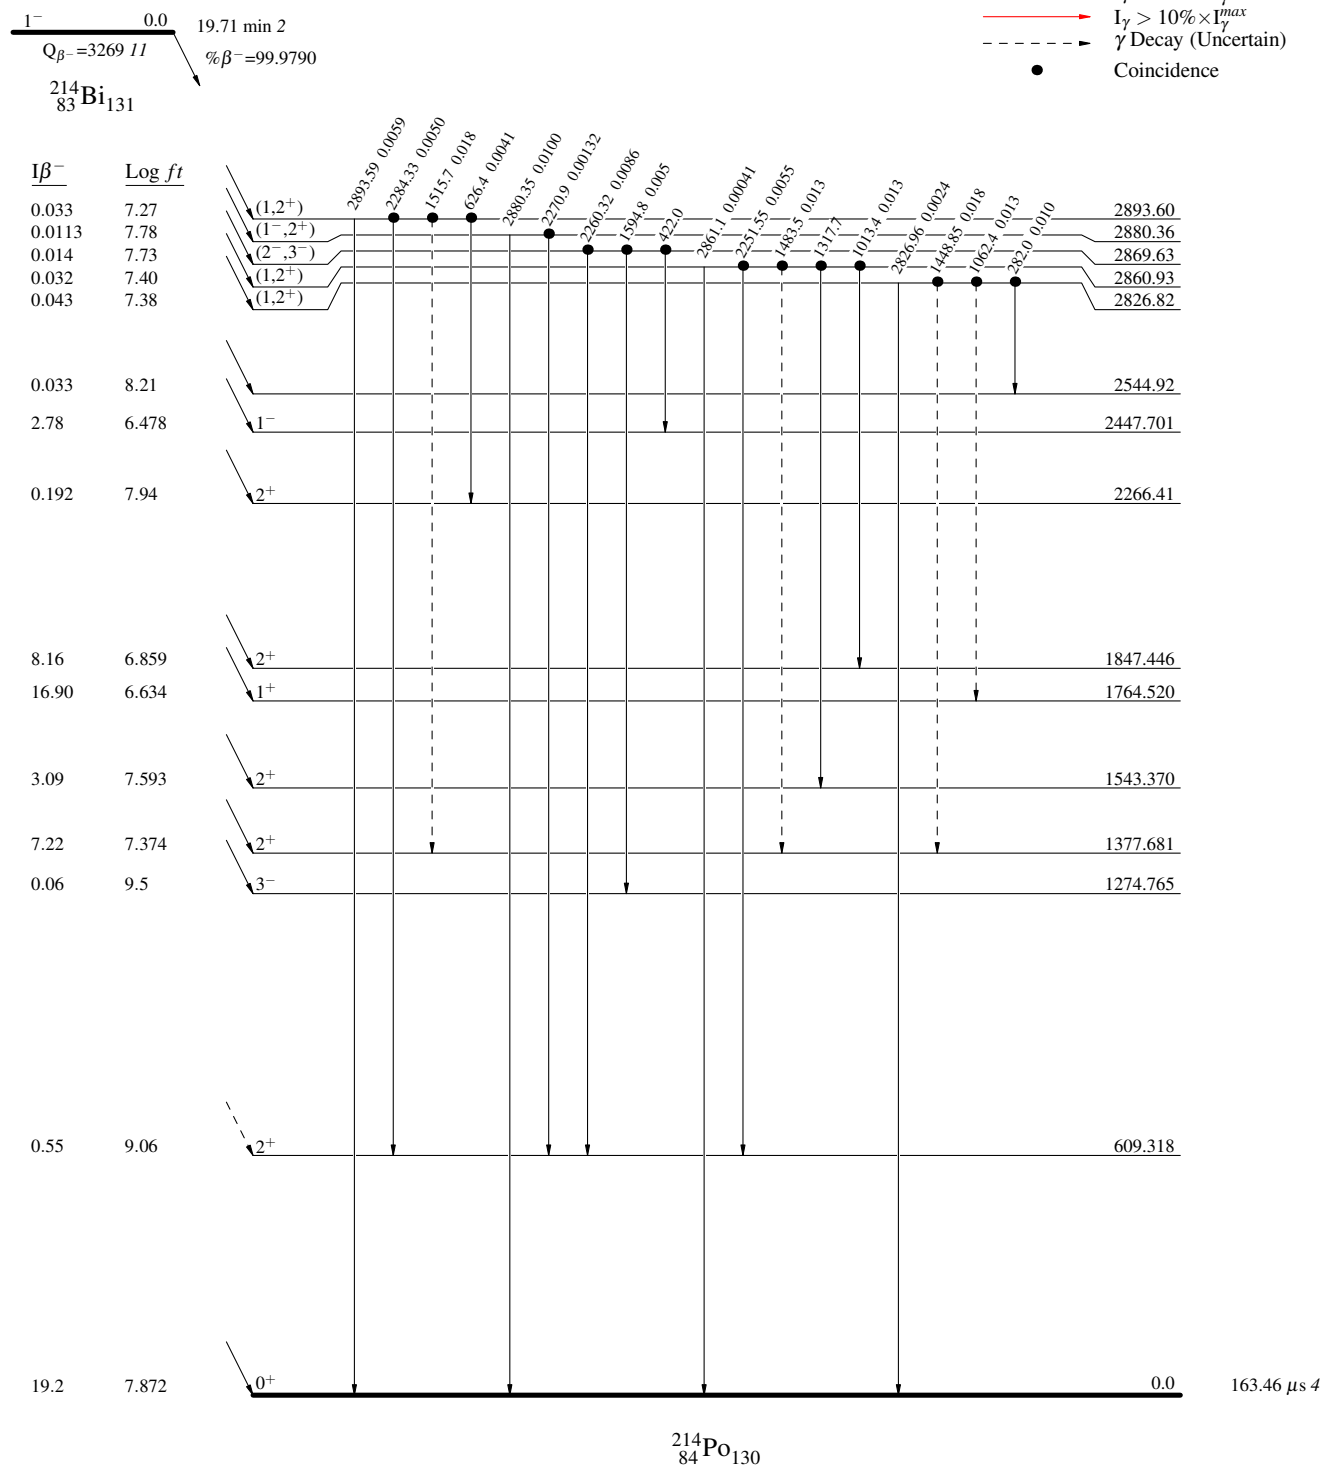 1⁻ 0.0 19.71 min 2
Q_β⁻=3269 11 %β⁻=99.9790
²¹⁴₈₃Bi₁₃₁
I_γ > 10%×I_γ^max
γ Decay (Uncertain)
Coincidence
Iβ⁻ Log ft
2893.59 0.0059
2284.33 0.0050
1515.7 0.018
626.4 0.0041
2880.35 0.0100
2270.9 0.00132
2260.32 0.0086
1594.8 0.005
422.0
2861.1 0.00041
2251.55 0.0055
1483.5 0.013
1317.7
1013.4 0.013
2826.96 0.0024
1448.85 0.018
1062.4 0.013
282.0 0.010
0.033 7.27 (1,2⁺) 2893.60
0.0113 7.78 (1⁻,2⁺) 2880.36
0.014 7.73 (2⁻,3⁻) 2869.63
0.032 7.40 (1,2⁺) 2860.93
0.043 7.38 (1,2⁺) 2826.82
0.033 8.21 2544.92
2.78 6.478 1⁻ 2447.701
0.192 7.94 2⁺ 2266.41
8.16 6.859 2⁺ 1847.446
16.90 6.634 1⁺ 1764.520
3.09 7.593 2⁺ 1543.370
7.22 7.374 2⁺ 1377.681
0.06 9.5 3⁻ 1274.765
0.55 9.06 2⁺ 609.318
19.2 7.872 0⁺ 0.0 163.46 μs 4
²¹⁴₈₄Po₁₃₀